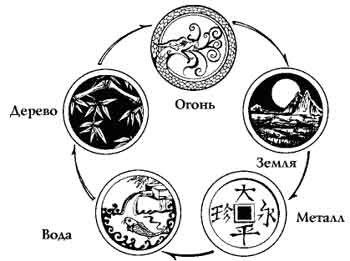 Огонь
Дерево
Земля
大
珍 永
平
Металл
Вода